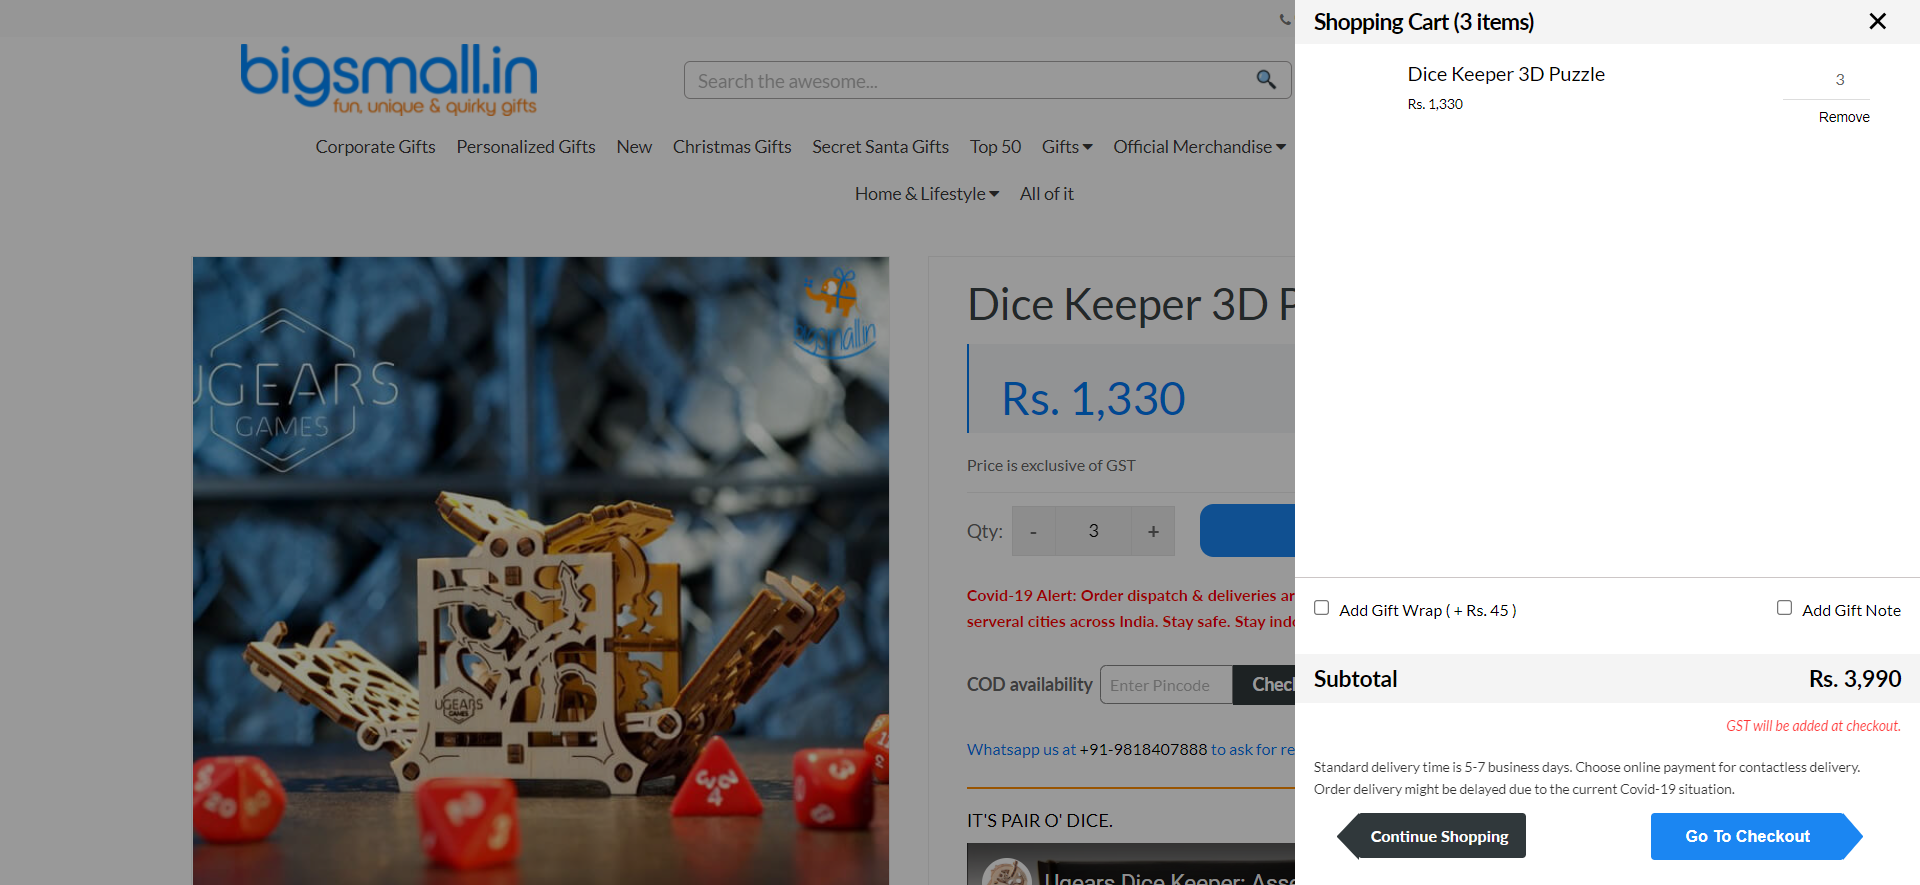 bigsmall.in
fun, unique & quirky gifts
Search the awesome...
Corporate Gifts Personalized Gifts New Christmas Gifts Secret Santa Gifts Top 50 Gifts Official Merchandise
Home & Lifestyle All of it
UGEARS
GAMES
bigsmall.in
UGEARS
GAMES
20
4
Dice Keeper 3D P
Rs. 1,330
Price is exclusive of GST
Qty: - 3 +
Covid-19 Alert: Order dispatch & deliveries ar
serveral cities across India. Stay safe. Stay indo
COD availability Enter Pincode Check
Whatsapp us at +91-9818407888 to ask for re
IT'S PAIR O' DICE.
Ugears Dice Keeper: Asse
Shopping Cart (3 items)
Dice Keeper 3D Puzzle 3
Rs. 1,330
Remove
Add Gift Wrap ( + Rs. 45 ) Add Gift Note
Subtotal Rs. 3,990
GST will be added at checkout.
Standard delivery time is 5-7 business days. Choose online payment for contactless delivery.
Order delivery might be delayed due to the current Covid-19 situation.
Continue Shopping Go To Checkout